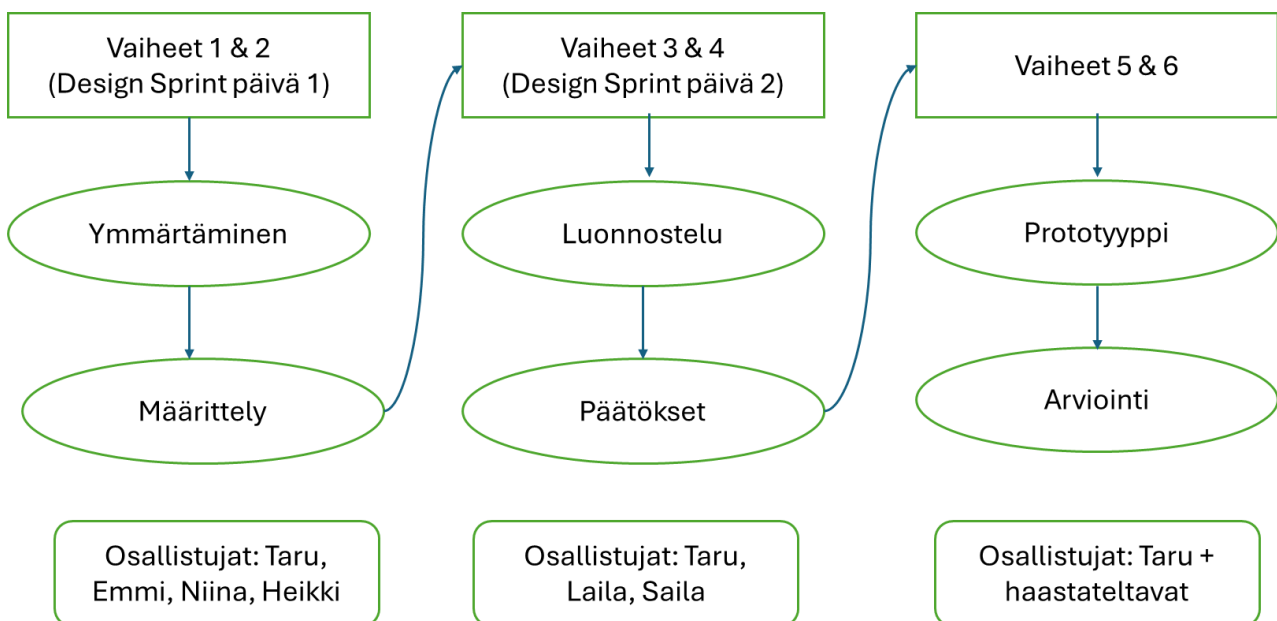 Vaiheet 1 & 2
(Design Sprint päivä 1)
Ymmärtäminen
Määrittely
Osallistujat: Taru,
Emmi, Niina, Heikki
Vaiheet 3 & 4
(Design Sprint päivä 2)
Luonnostelu
Päätökset
Osallistujat: Taru,
Laila, Saila
Vaiheet 5 & 6
Prototyyppi
Arviointi
Osallistujat: Taru +
haastateltavat